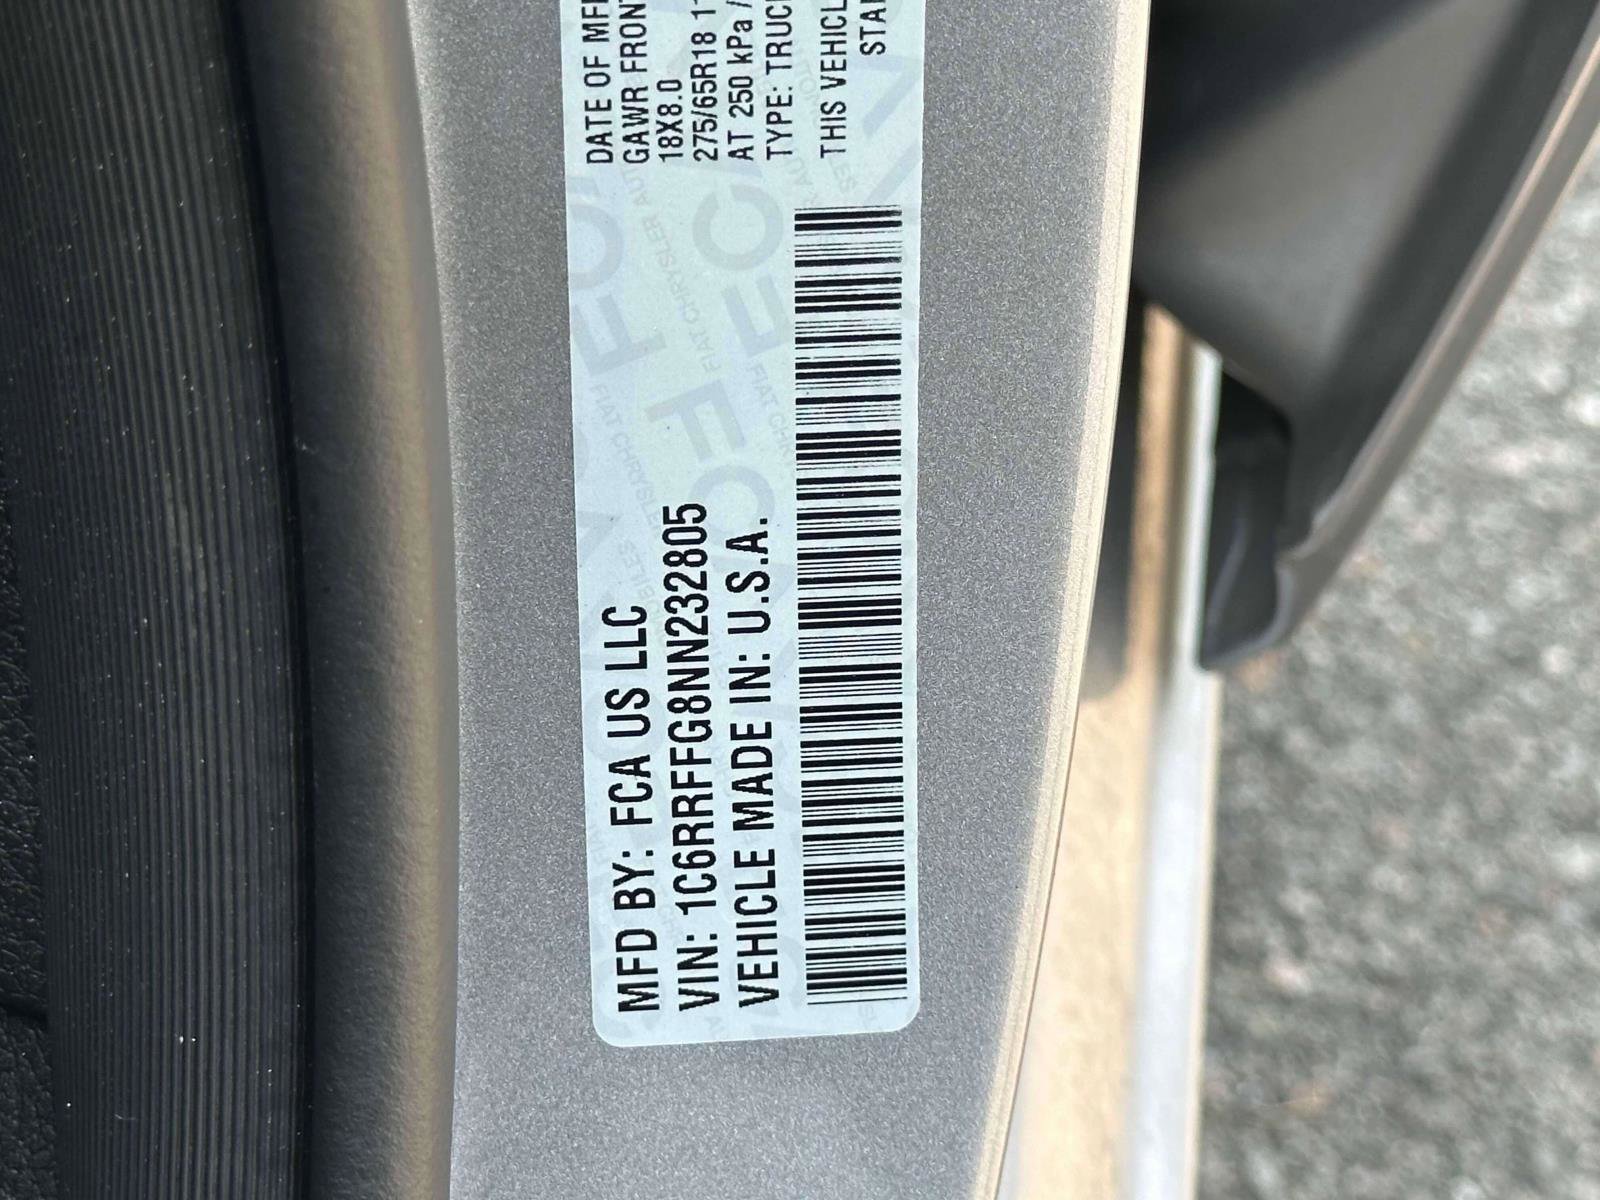 MFD BY: FCA US LLC
VIN: 1C6RRFFG8NN232805
VEHICLE MADE IN: U.S.A.
DATE OF MF
GAWR FRONT
18X8.0
275/65R18 11
AT 250 kPa /
TYPE: TRUC
THIS VEHICL
STA